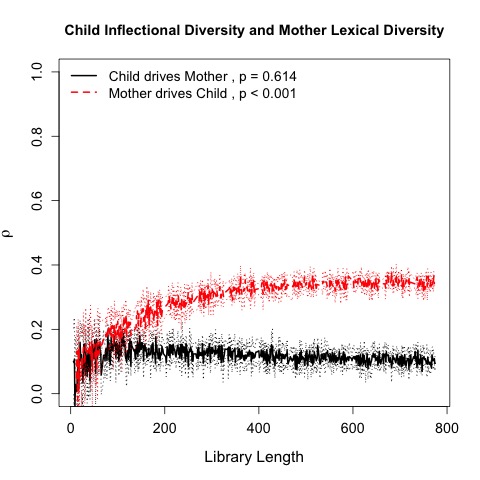 Child Inflectional Diversity and Mother Lexical Diversity
Child drives Mother , p = 0.614
Mother drives Child , p < 0.001
1.0
0.8
0.6
0.4
0.2
0.0
ρ
0 200 400 600 800
Library Length